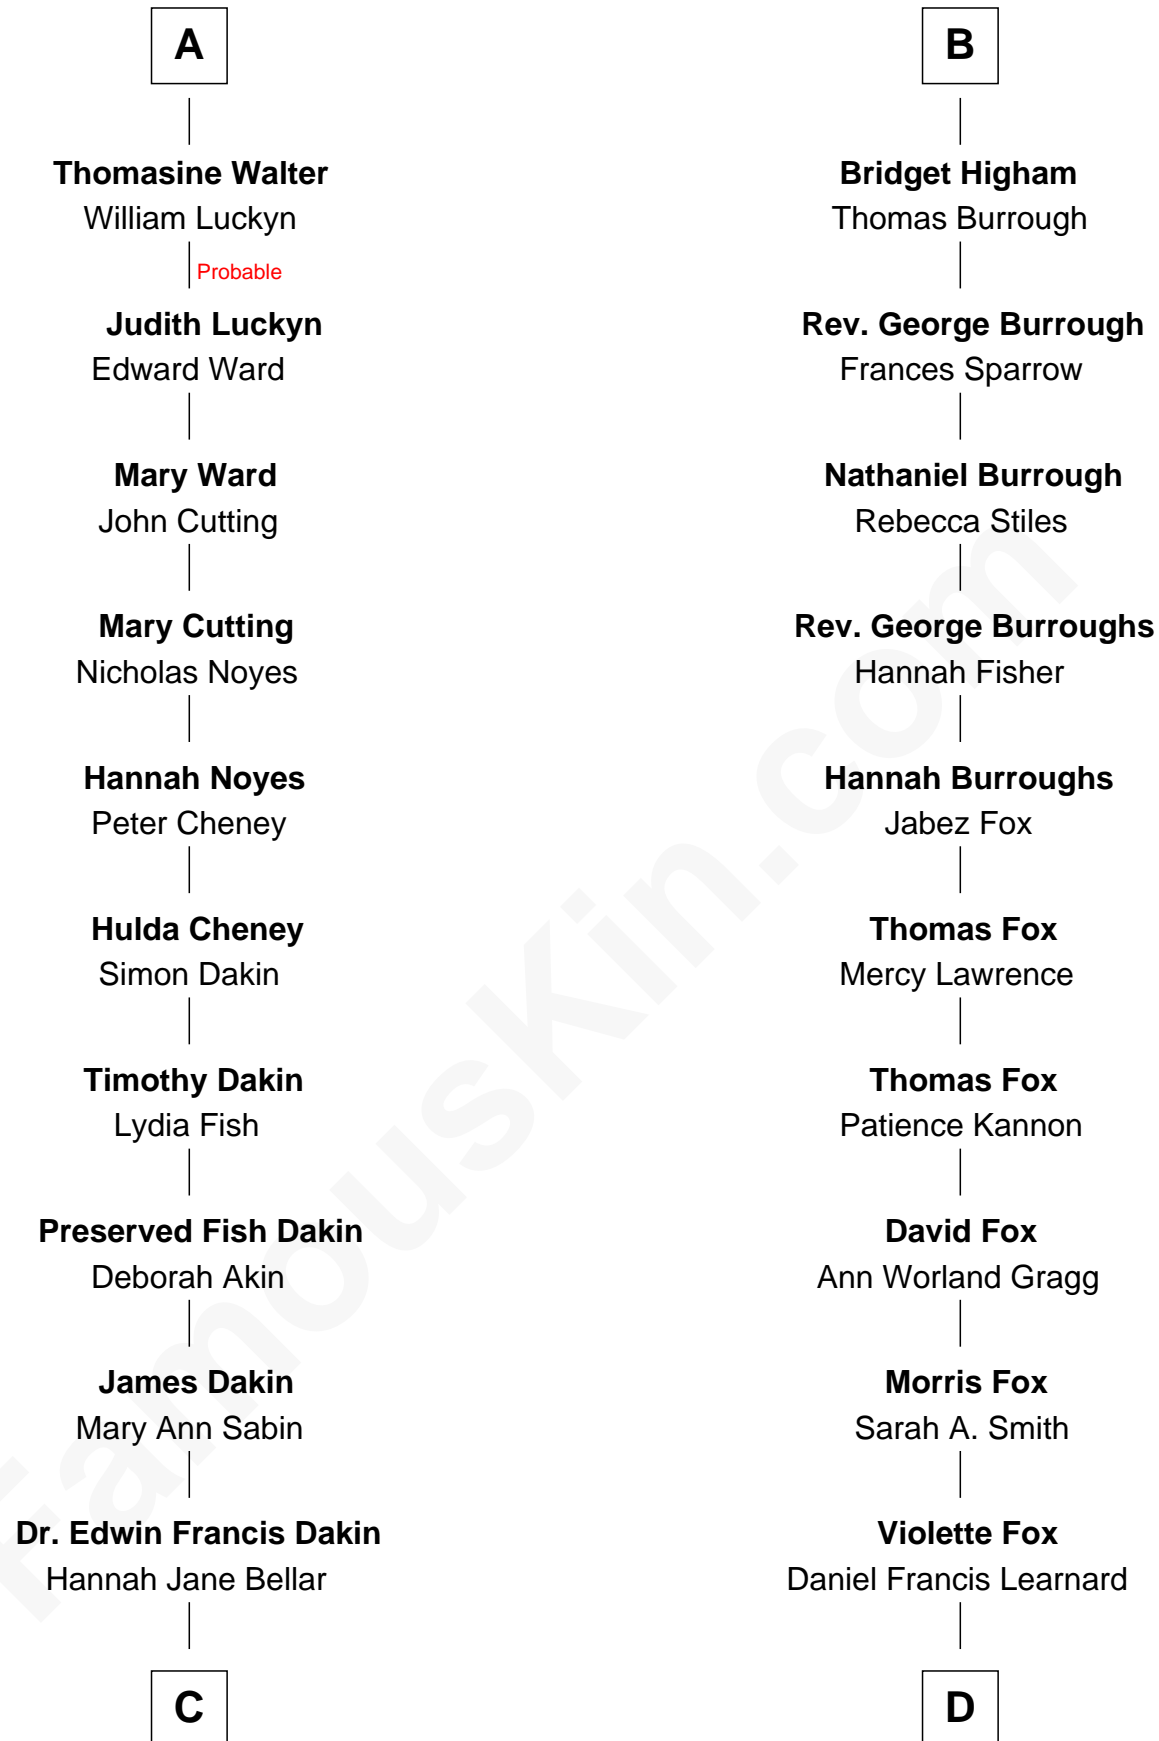 A
Thomasine Walter
William Luckyn
Probable
Judith Luckyn
Edward Ward
Mary Ward
John Cutting
Mary Cutting
Nicholas Noyes
Hannah Noyes
Peter Cheney
Hulda Cheney
Simon Dakin
Timothy Dakin
Lydia Fish
Preserved Fish Dakin
Deborah Akin
James Dakin
Mary Ann Sabin
Dr. Edwin Francis Dakin
Hannah Jane Bellar
C
B
Bridget Higham
Thomas Burrough
Rev. George Burrough
Frances Sparrow
Nathaniel Burrough
Rebecca Stiles
Rev. George Burroughs
Hannah Fisher
Hannah Burroughs
Jabez Fox
Thomas Fox
Mercy Lawrence
Thomas Fox
Patience Kannon
David Fox
Ann Worland Gragg
Morris Fox
Sarah A. Smith
Violette Fox
Daniel Francis Learnard
D
FamousKin.com